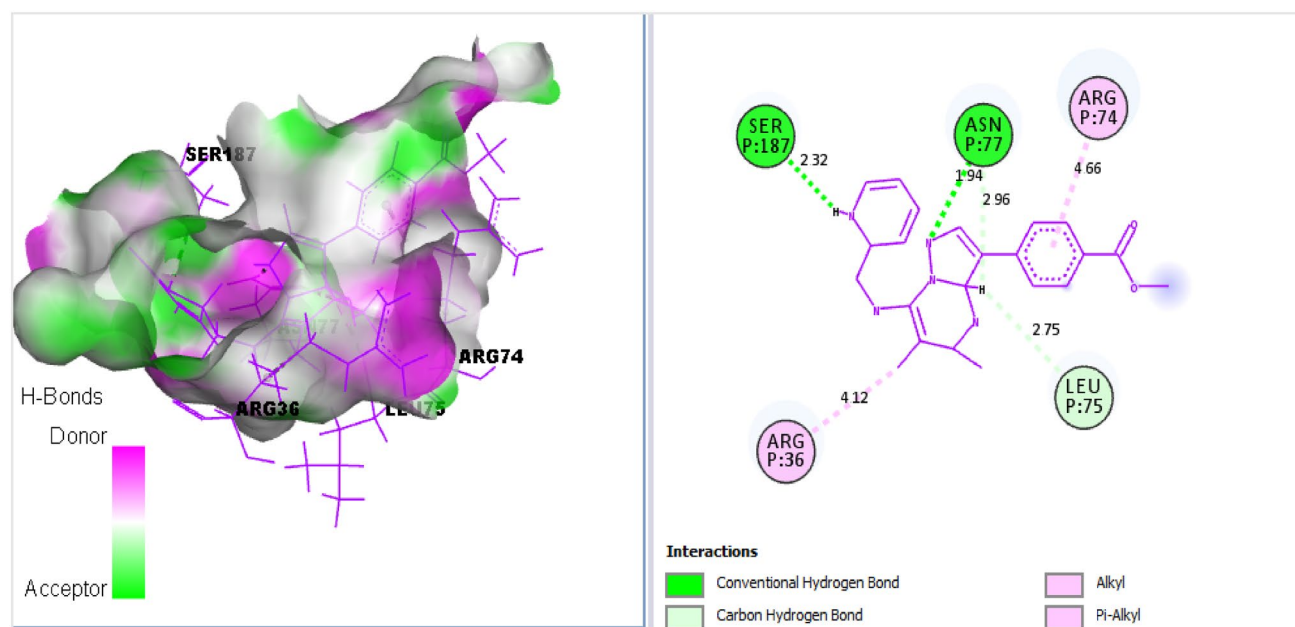 SER187
ASN77
ARG74
ARG36
LEU75
H-Bonds
Donor
Acceptor
SER
P:187
ASN
P:77
ARG
P:74
2 32
1 94
2 96
4 66
H
N
N
N
H
N
N
O
O
2 75
4 12
LEU
P:75
ARG
P:36
Interactions
Conventional Hydrogen Bond
Carbon Hydrogen Bond
Alkyl
Pi-Alkyl